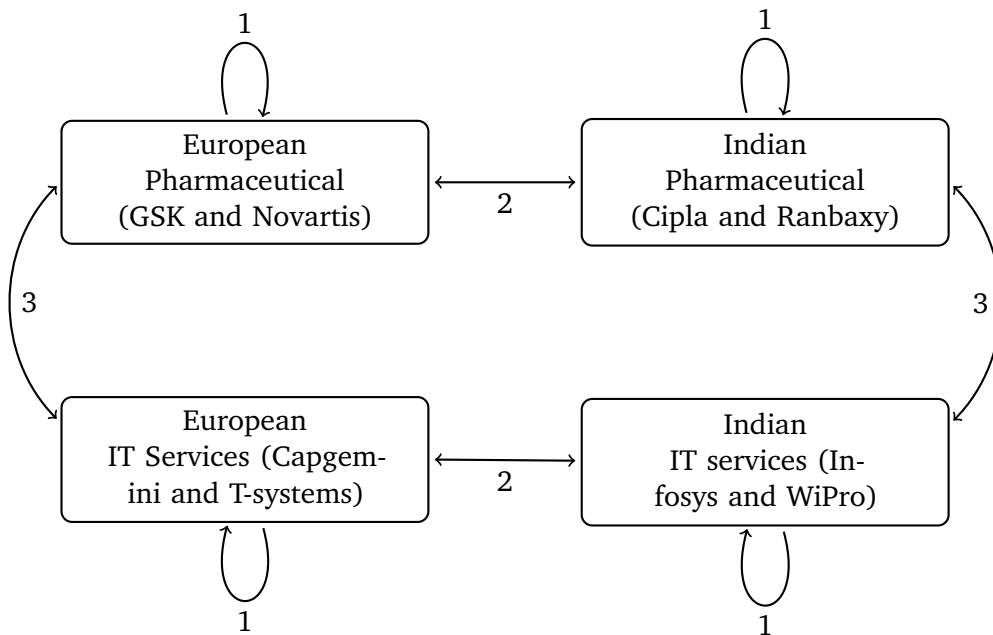 1
1
European
Pharmaceutical
(GSK and Novartis)
2
Indian
Pharmaceutical
(Cipla and Ranbaxy)
3
3
European
IT Services (Capgem-
ini and T-systems)
2
Indian
IT services (In-
fosys and WiPro)
1
1